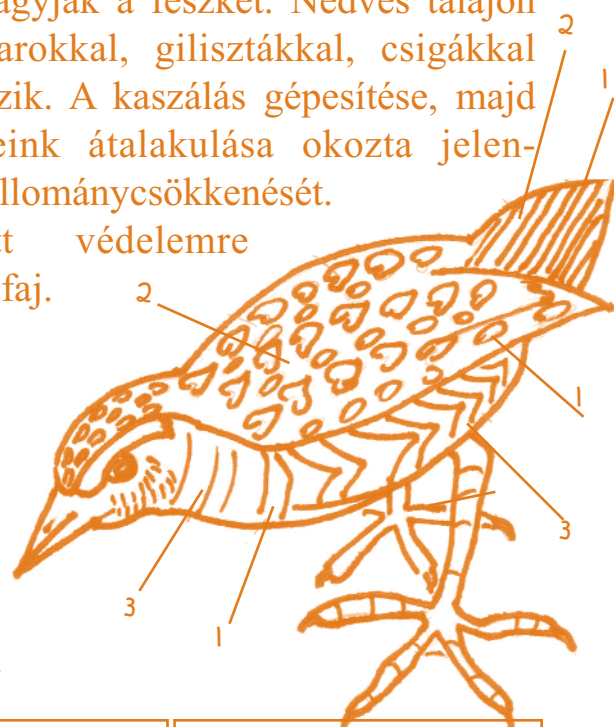 agyják a fészket. Nedves talajon
arokkal, gilisztákkal, csigákkal
zik. A kaszálás gépesítése, majd
eink átalakulása okozta jelen-
llománycsökkenését.
tt védelemre
faj.
2
1
2
1
3
3
1